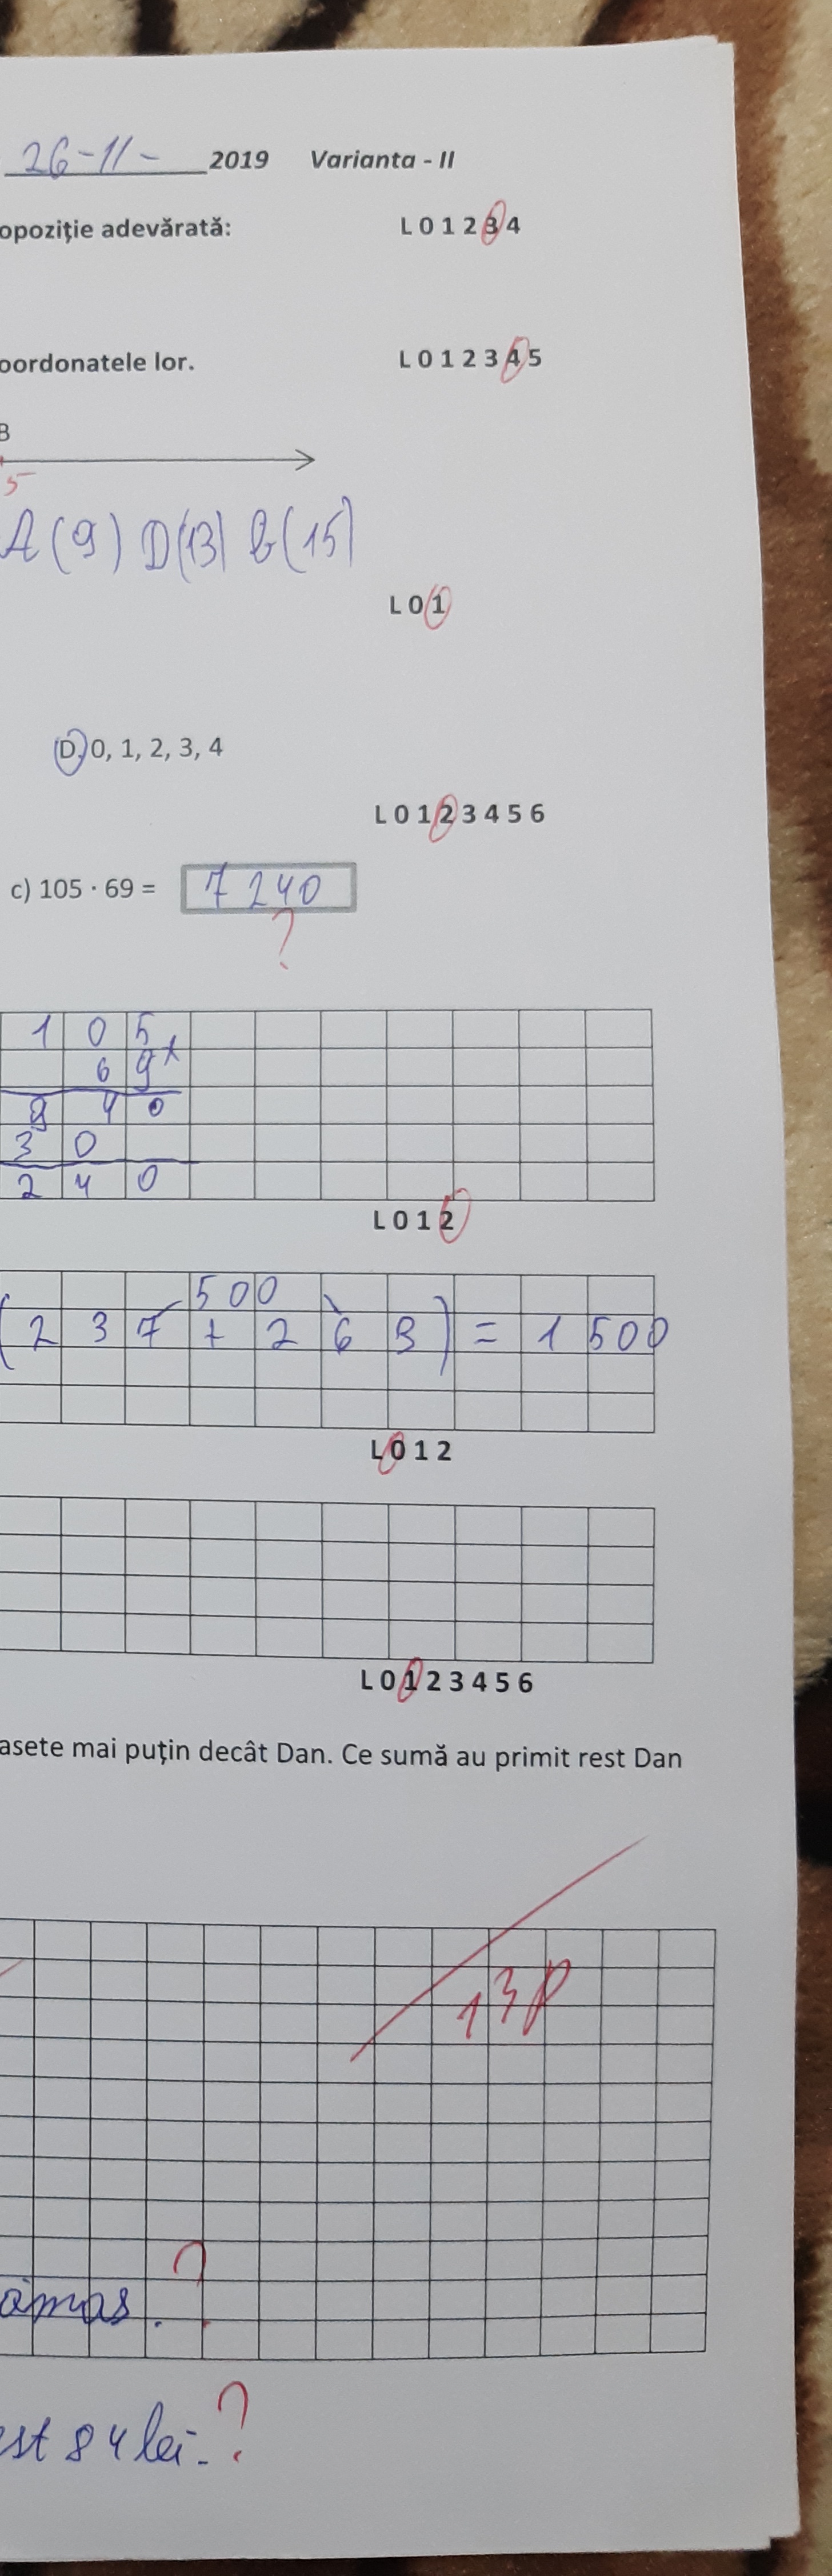 26-11- 2019 Varianta - II
opoziție adevărată: L 0 1 2 3 4
oordonatele lor. L 0 1 2 3 4 5
B
5
A (9) D(13) B(15)
L 0 1
D. 0, 1, 2, 3, 4
L 0 1 2 3 4 5 6
c) 105 · 69 = 7240
?
1 0 5
6 9 x
8 4 0
3 0
2 4 0
L 0 1 2
500
(2 3 7 + 2 6 3) = 1 500
L 0 1 2
L 0 1 2 3 4 5 6
asete mai puțin decât Dan. Ce sumă au primit rest Dan
13p
?
amas.
est 84 lei. ?